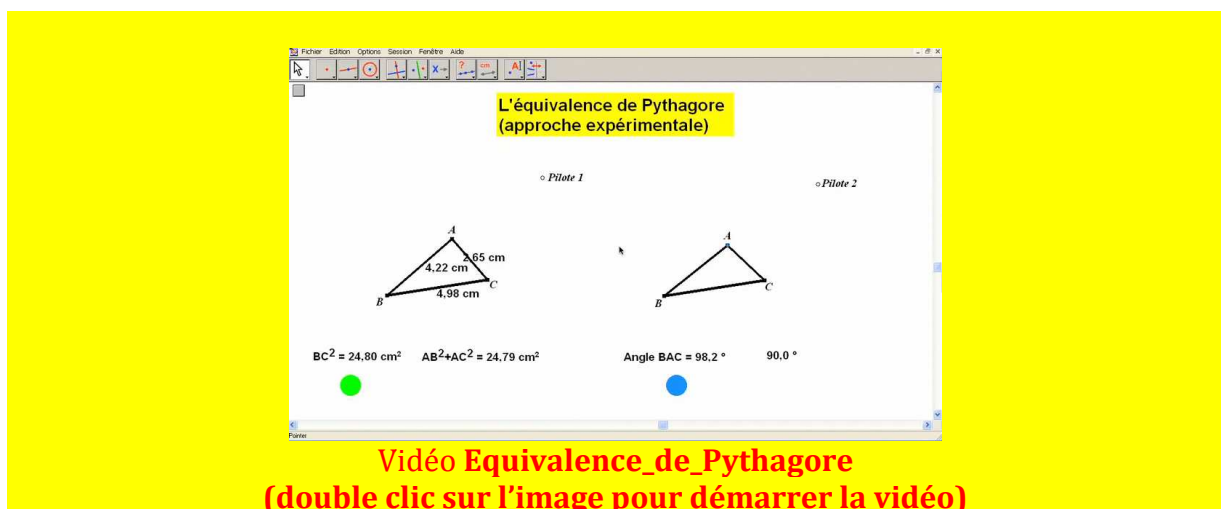 Fichier Edition Options Session Fenêtre Aide
L'équivalence de Pythagore
(approche expérimentale)
Pilote 1
Pilote 2
A
2,65 cm
4,22 cm
C
4,98 cm
B
A
C
B
BC² = 24,80 cm² AB²+AC² = 24,79 cm²
Angle BAC = 98,2 ° 90,0 °
Pointer
Vidéo Equivalence_de_Pythagore
(double clic sur l'image pour démarrer la vidéo)